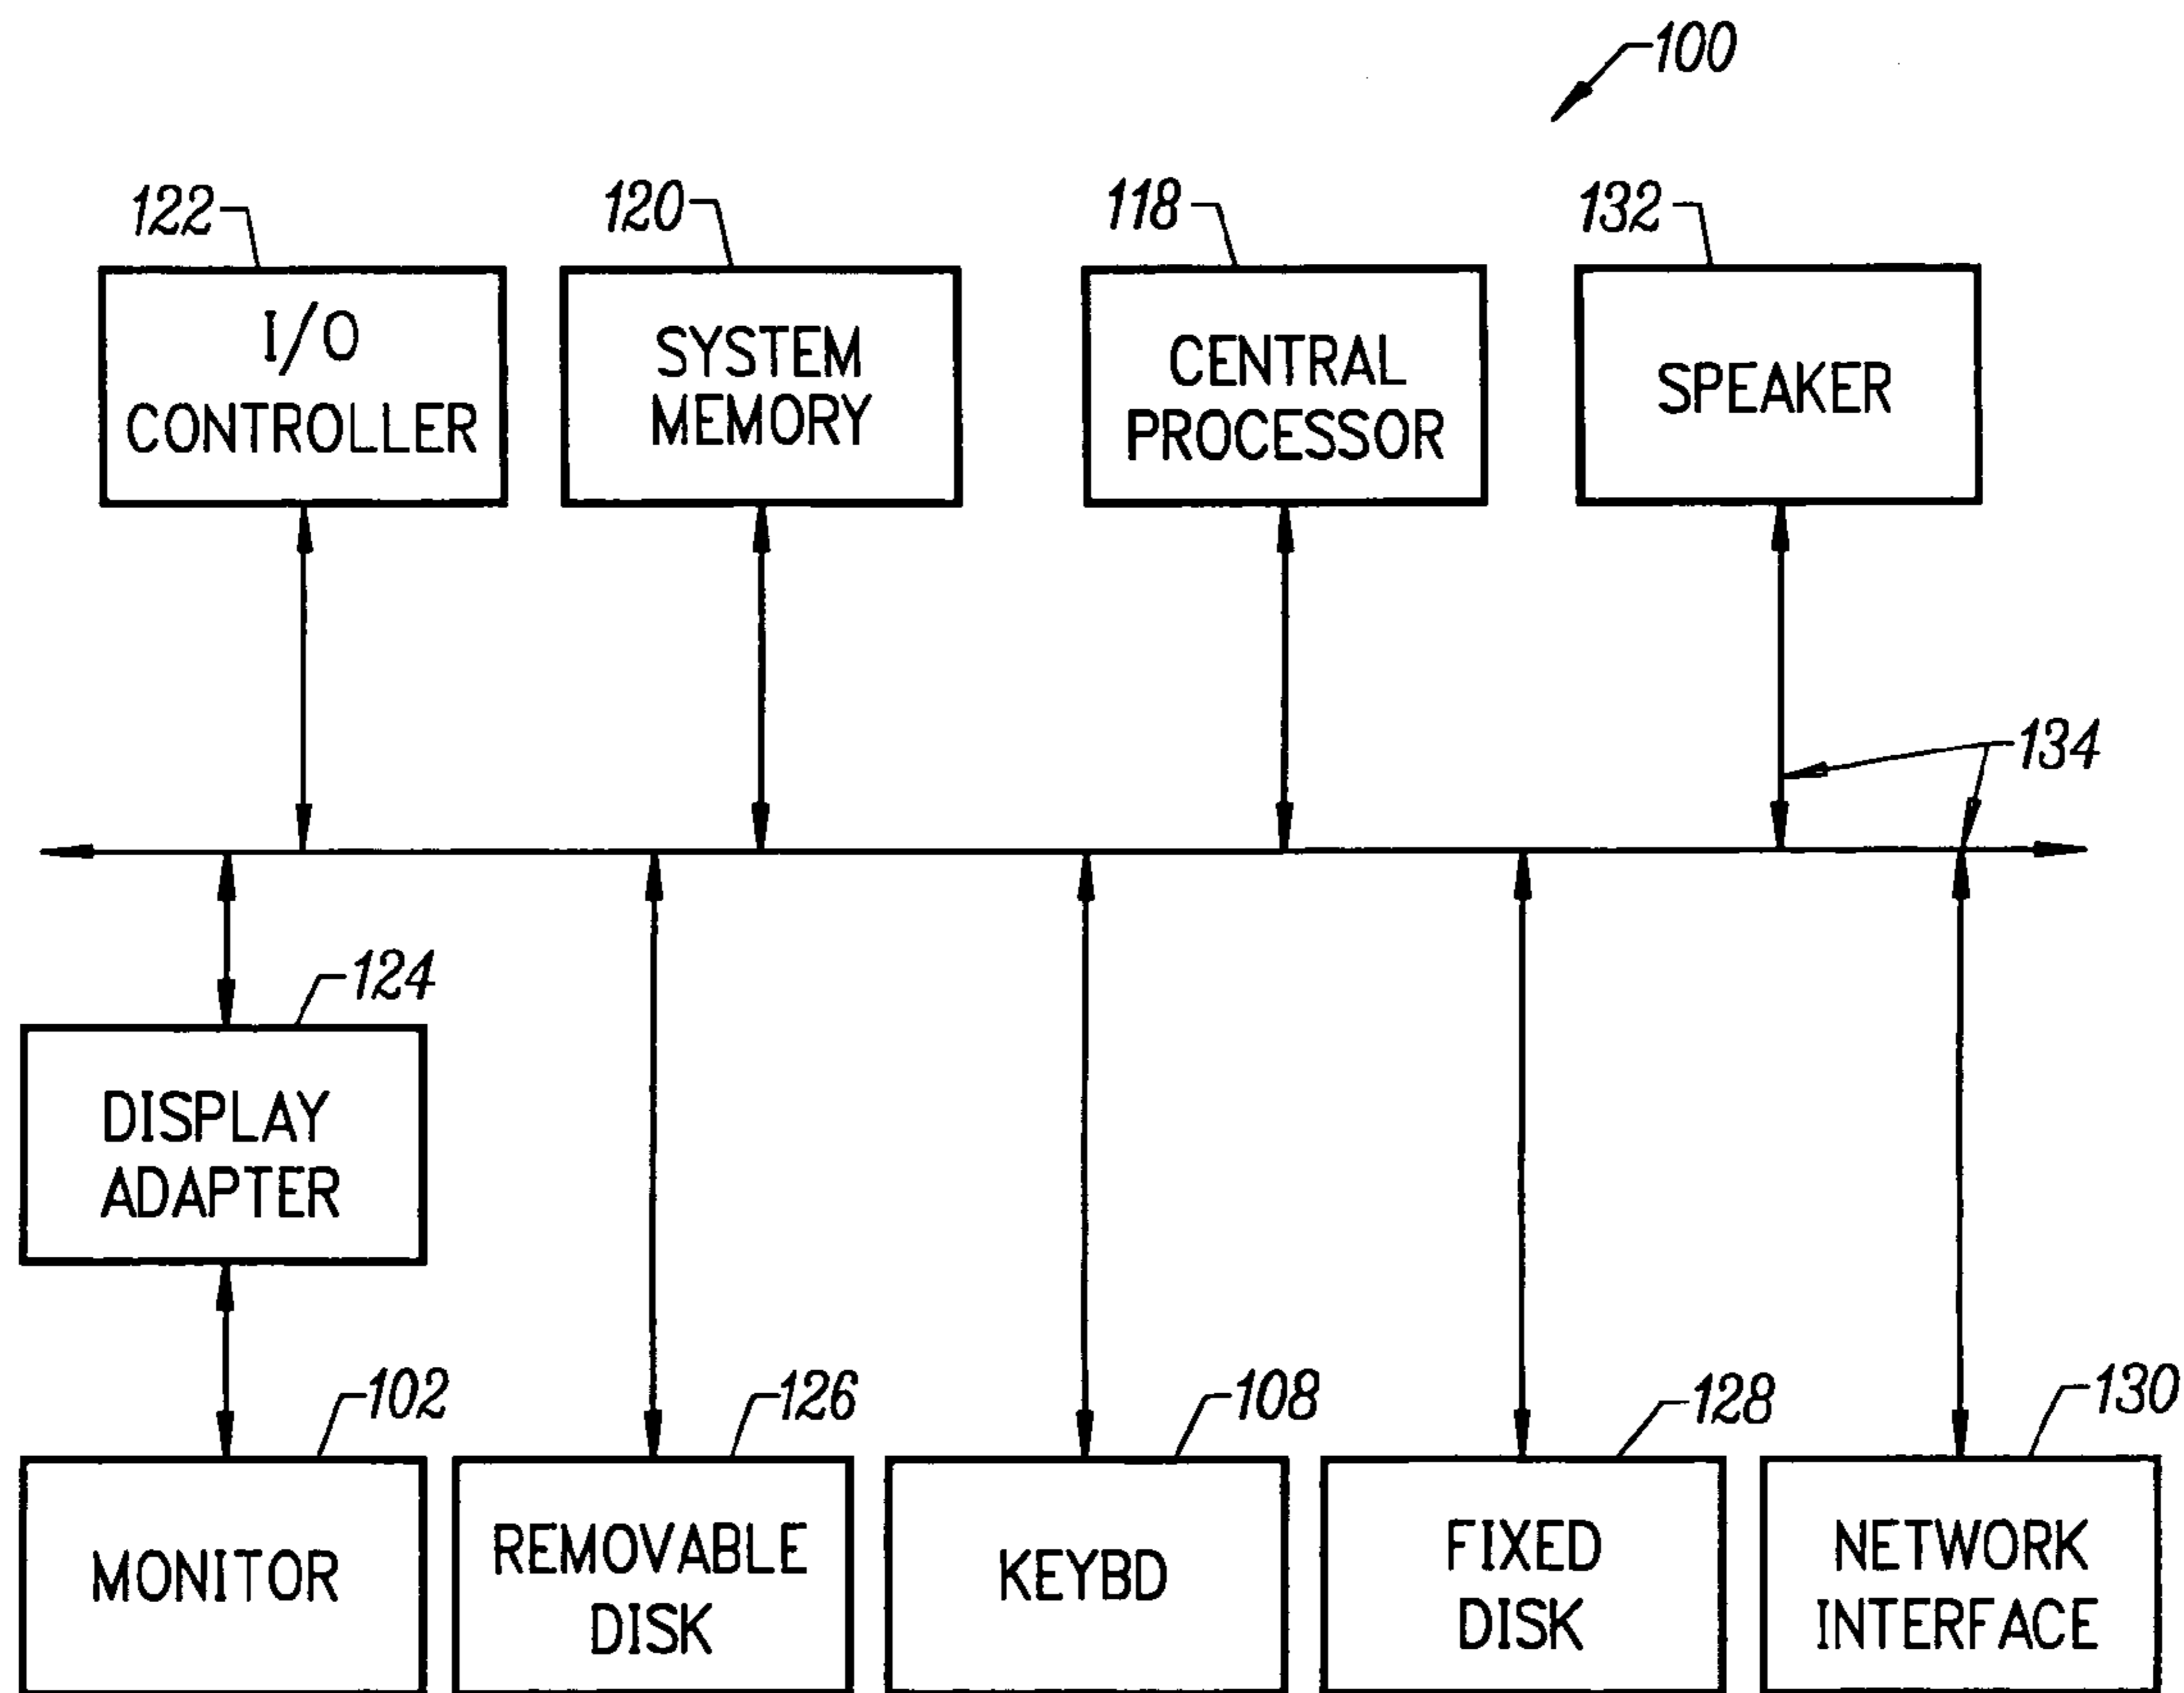 100
122
120
118
132
I/O
CONTROLLER
SYSTEM
MEMORY
CENTRAL
PROCESSOR
SPEAKER
134
124
DISPLAY
ADAPTER
102
126
108
128
130
MONITOR
REMOVABLE
DISK
KEYBD
FIXED
DISK
NETWORK
INTERFACE